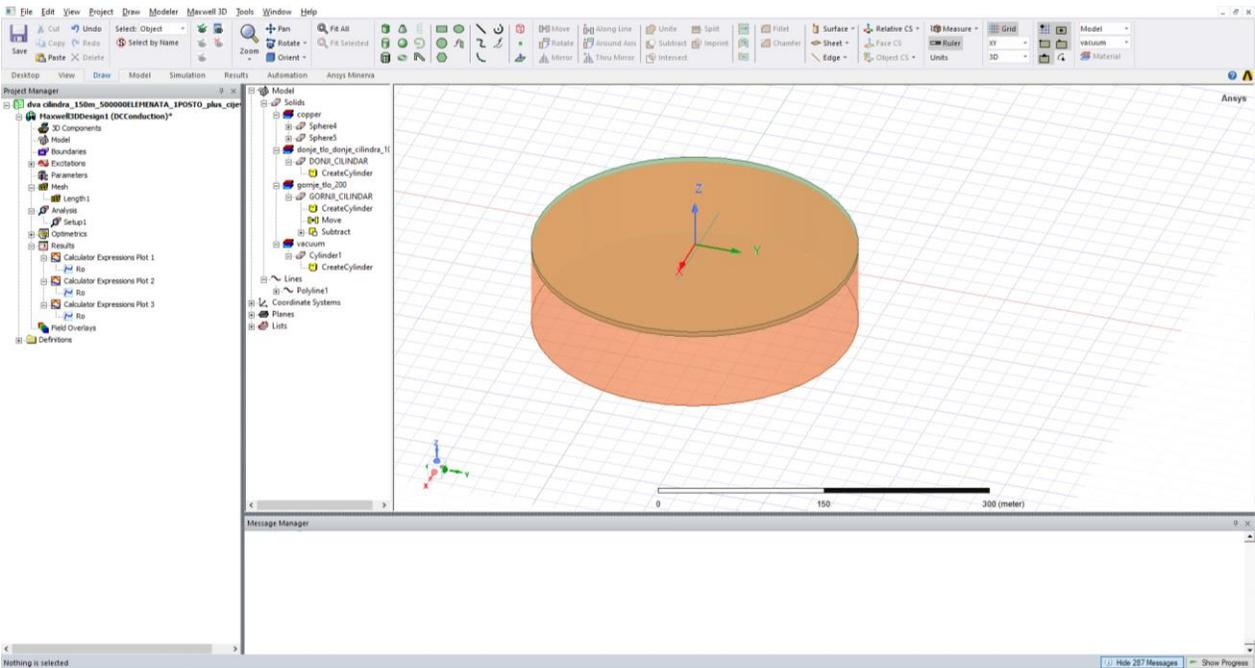 File Edit View Project Draw Modeler Maxwell 3D Tools Window Help
Save
Cut
Copy
Paste
Undo
Redo
Delete
Select: Object
Select by Name
Zoom
Pan
Rotate
Orient
Fit All
Fit Selected
Move
Rotate
Mirror
Along Line
Around Axis
Thru Mirror
Unite
Subtract
Intersect
Split
Imprint
Fillet
Chamfer
Surface
Sheet
Edge
Relative CS
Face CS
Object CS
Measure
Ruler
Units
Grid
XY
3D
Model
vacuum
Material
Desktop View Draw Model Simulation Results Automation Ansys Minerva
Project Manager
dva cilindra_150m_500000ELEMENATA_1POSTO_plus_cije
Maxwell3DDesign1 (DCConduction)*
3D Components
Model
Boundaries
Excitations
Parameters
Mesh
Length1
Analysis
Setup1
Optimetrics
Results
Calculator Expressions Plot 1
Ro
Calculator Expressions Plot 2
Ro
Calculator Expressions Plot 3
Ro
Field Overlays
Definitions
Model
Solids
copper
Sphere4
Sphere5
donje_tlo_donje_cilindra_1(
DONJI_CILINDAR
CreateCylinder
gornje_tlo_200
GORNJI_CILINDAR
CreateCylinder
Move
Subtract
vacuum
Cylinder1
CreateCylinder
Lines
Polyline1
Coordinate Systems
Planes
Lists
Ansys
Z
Y
X
Z
Y
X
0 150 300 (meter)
Message Manager
Nothing is selected
Hide 287 Messages Show Progress